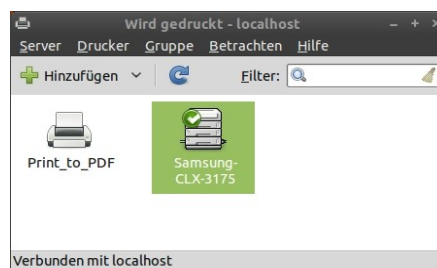 Wird gedruckt - localhost
Server Drucker Gruppe Betrachten Hilfe
Hinzufügen Filter:
Print_to_PDF
Samsung-
CLX-3175
Verbunden mit localhost